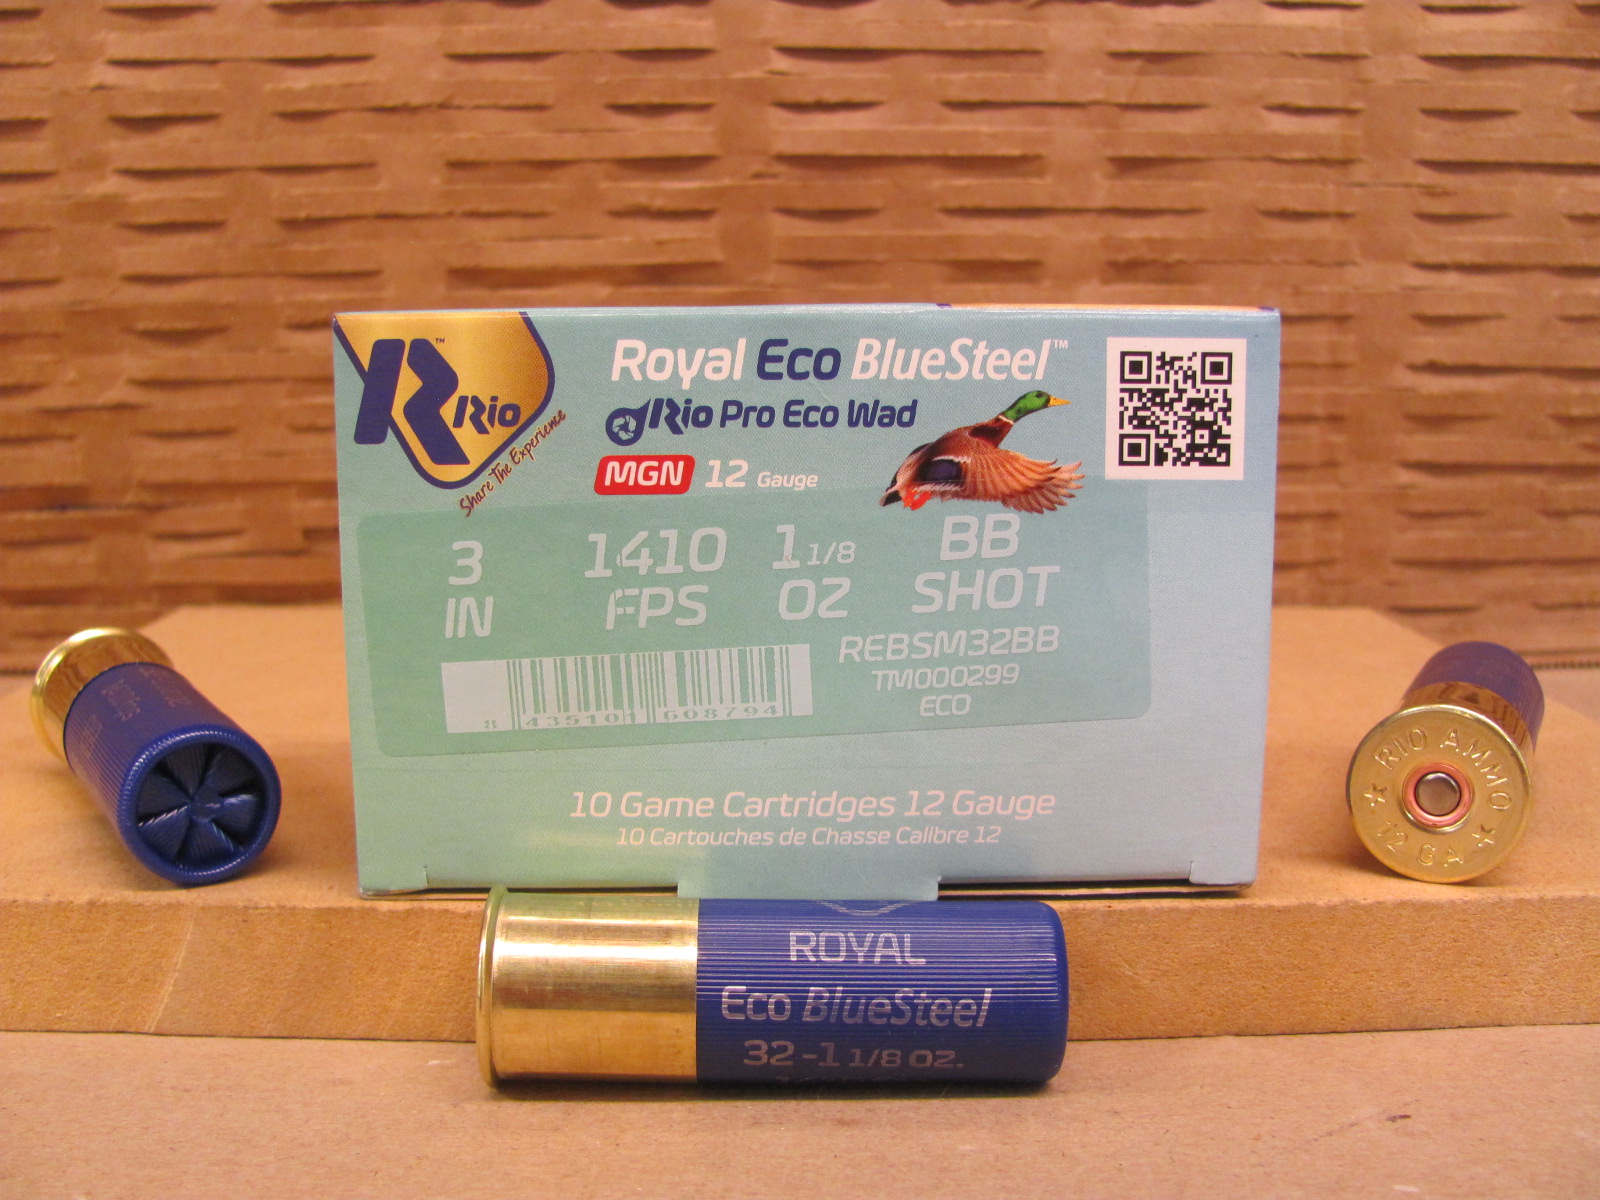 Rio
Share The Experience
Royal Eco BlueSteel™
Rio Pro Eco Wad
MGN 12 Gauge
3 IN
1410 FPS
1 1/8 OZ
BB SHOT
REBSM32BB
TM000299
ECO
8 435101 608794
10 Game Cartridges 12 Gauge
10 Cartouches de Chasse Calibre 12
ROYAL
Eco BlueSteel
32-1 1/8 OZ.
RIO AMMO
12 GA